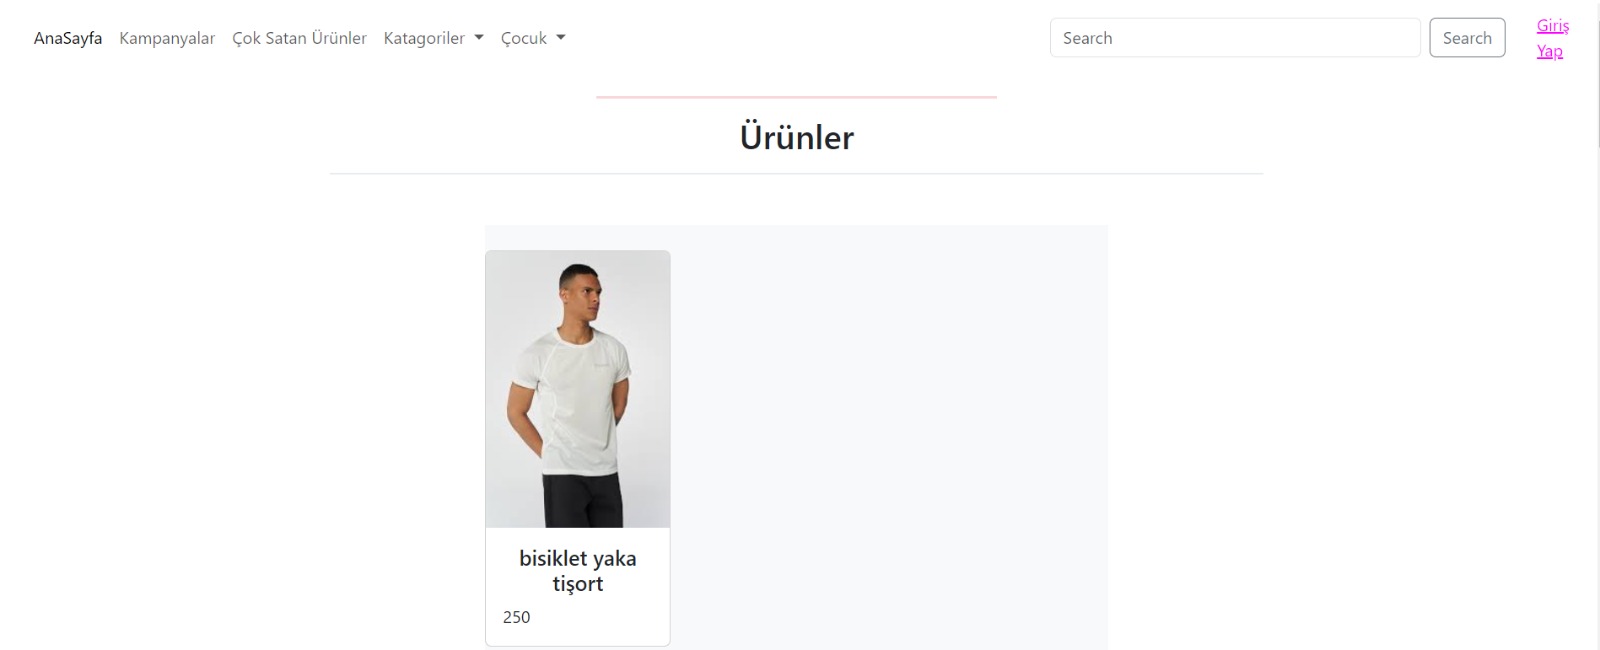 AnaSayfa Kampanyalar Çok Satan Ürünler Katagoriler Çocuk Search Search Giriş
Yap
Ürünler
bisiklet yaka
tişort
250